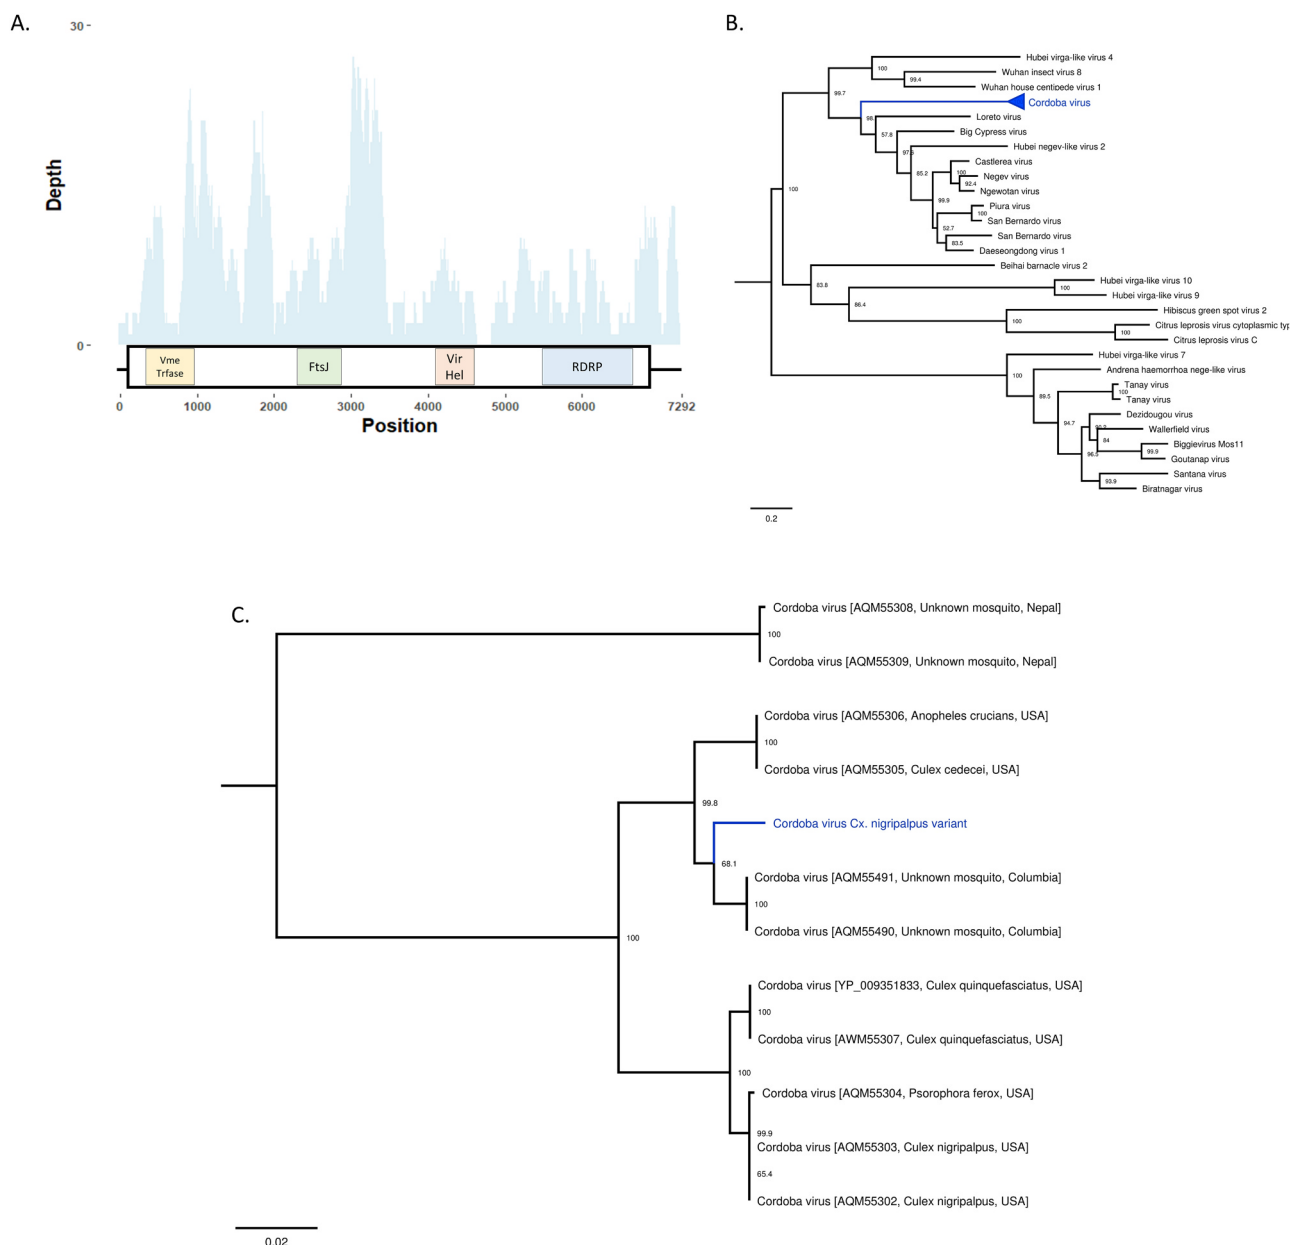 A.
30
Depth
0
Vme
Trfase
FtsJ
Vir
Hel
RDRP
0 1000 2000 3000 4000 5000 6000 7292
Position
B.
Hubei virga-like virus 4
100
Wuhan insect virus 8
99.4
Wuhan house centipede virus 1
99.7
Cordoba virus
Loreto virus
57.8
Big Cypress virus
Hubei negev-like virus 2
Castlerea virus
85.2
100
Negev virus
92.4
Ngewotan virus
100
99.9
Piura virus
100
San Bernardo virus
52.7
San Bernardo virus
83.5
Daeseongdong virus 1
Beihai barnacle virus 2
83.8
Hubei virga-like virus 10
100
Hubei virga-like virus 9
86.4
Hibiscus green spot virus 2
100
Citrus leprosis virus cytoplasmic typ
100
Citrus leprosis virus C
Hubei virga-like virus 7
100
Andrena haemorrhoa nege-like virus
Tanay virus
100
89.5
Tanay virus
Dezidougou virus
94.7
Wallerfield virus
84
Biggievirus Mos11
99.9
Goutanap virus
Santana virus
93.9
Biratnagar virus
0.2
C.
Cordoba virus [AQM55308, Unknown mosquito, Nepal]
100
Cordoba virus [AQM55309, Unknown mosquito, Nepal]
Cordoba virus [AQM55306, Anopheles crucians, USA]
100
Cordoba virus [AQM55305, Culex cedecei, USA]
99.8
Cordoba virus Cx. nigripalpus variant
68.1
Cordoba virus [AQM55491, Unknown mosquito, Columbia]
100
Cordoba virus [AQM55490, Unknown mosquito, Columbia]
100
Cordoba virus [YP_009351833, Culex quinquefasciatus, USA]
100
Cordoba virus [AWM55307, Culex quinquefasciatus, USA]
100
Cordoba virus [AQM55304, Psorophora ferox, USA]
99.9
Cordoba virus [AQM55303, Culex nigripalpus, USA]
65.4
Cordoba virus [AQM55302, Culex nigripalpus, USA]
0.02